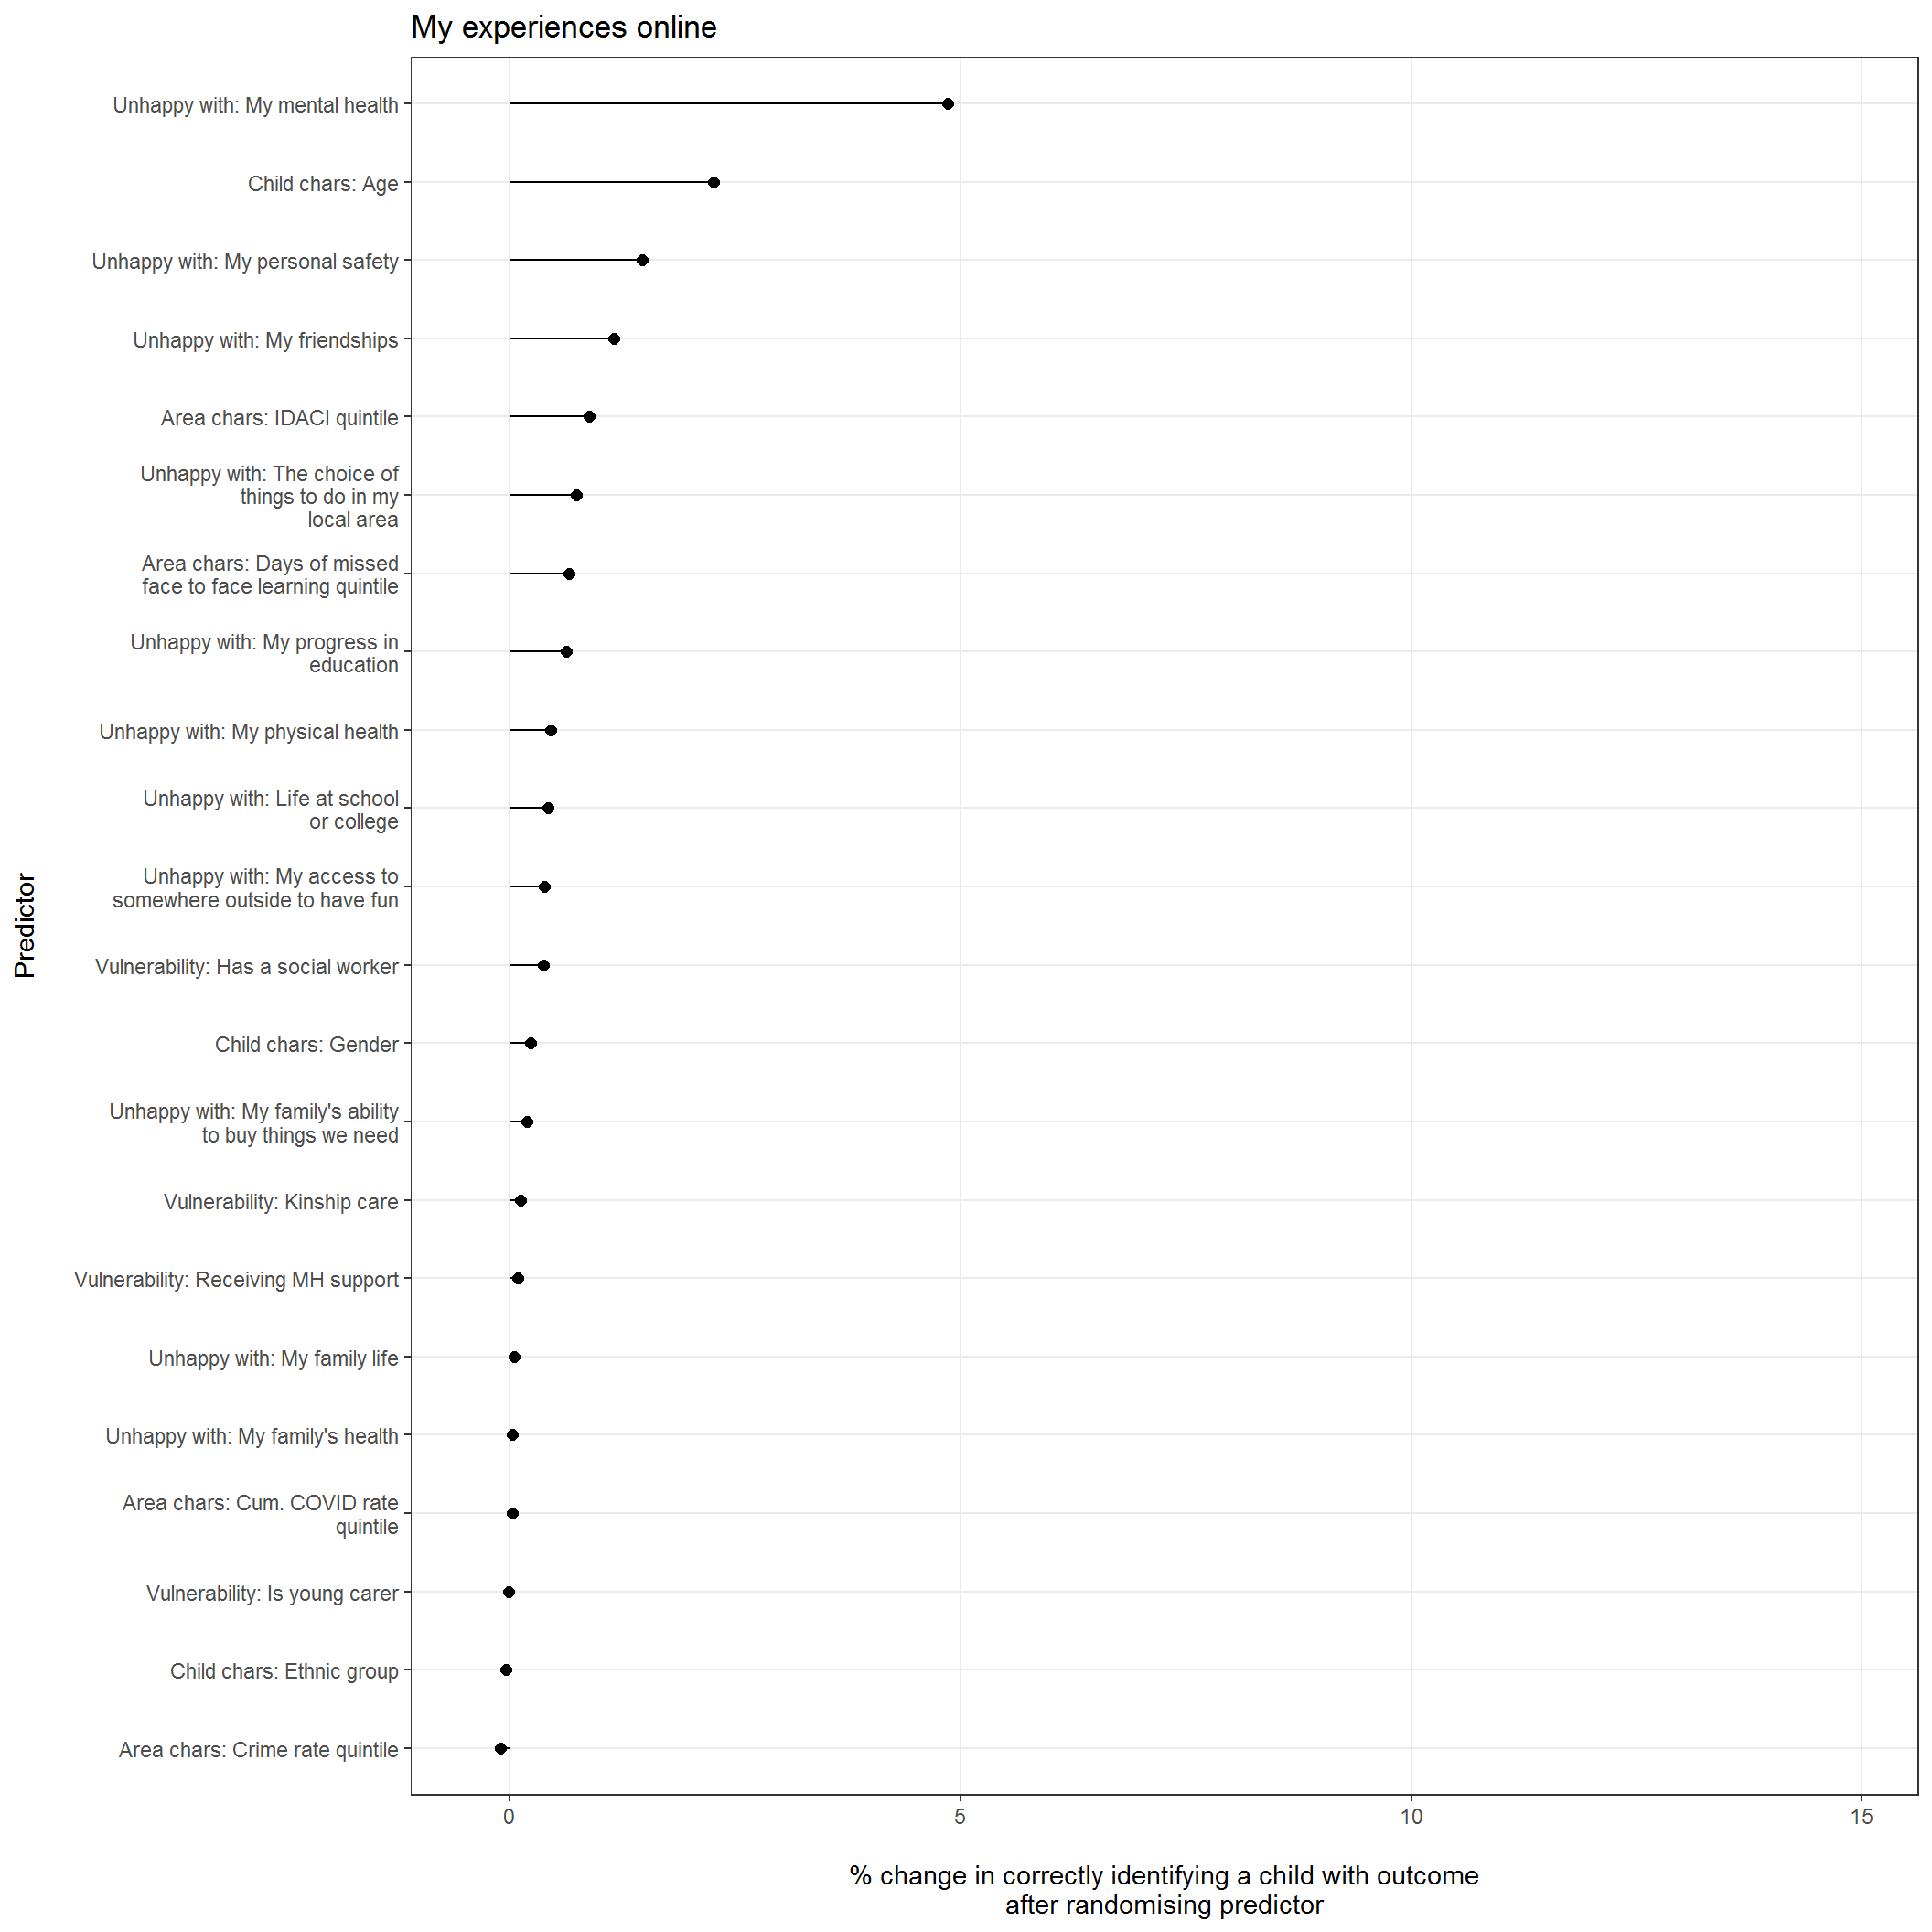 My experiences online
Unhappy with: My mental health
Child chars: Age
Unhappy with: My personal safety
Unhappy with: My friendships
Area chars: IDACI quintile
Unhappy with: The choice of
things to do in my
local area
Area chars: Days of missed
face to face learning quintile
Unhappy with: My progress in
education
Unhappy with: My physical health
Unhappy with: Life at school
or college
Unhappy with: My access to
somewhere outside to have fun
Vulnerability: Has a social worker
Child chars: Gender
Unhappy with: My family's ability
to buy things we need
Vulnerability: Kinship care
Vulnerability: Receiving MH support
Unhappy with: My family life
Unhappy with: My family's health
Area chars: Cum. COVID rate
quintile
Vulnerability: Is young carer
Child chars: Ethnic group
Area chars: Crime rate quintile
Predictor
0 5 10 15
% change in correctly identifying a child with outcome
after randomising predictor